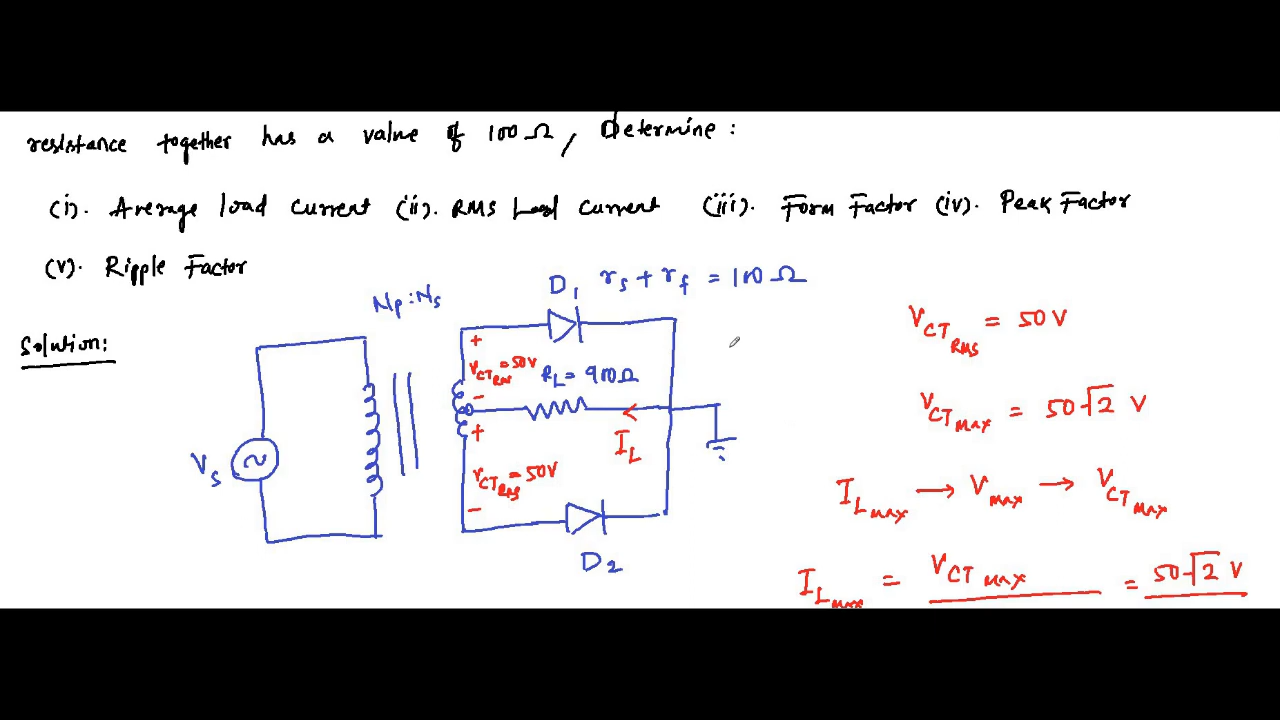 resistance together has a value of 100 Ω, Determine :
(i). Average load current (ii). RMS Load current (iii). Form Factor (iv). Peak Factor
(v). Ripple Factor
Solution:
Np:Ns
D1 rs + rf = 100 Ω
+
VCT RMS = 50V
RL = 900Ω
-
+
IL
Vs
VCT RMS = 50V
-
D2
VCT RMS = 50 V
VCT MAX = 50√2 V
IL MAX → VMAX → VCT MAX
IL MAX = VCT MAX = 50√2 V